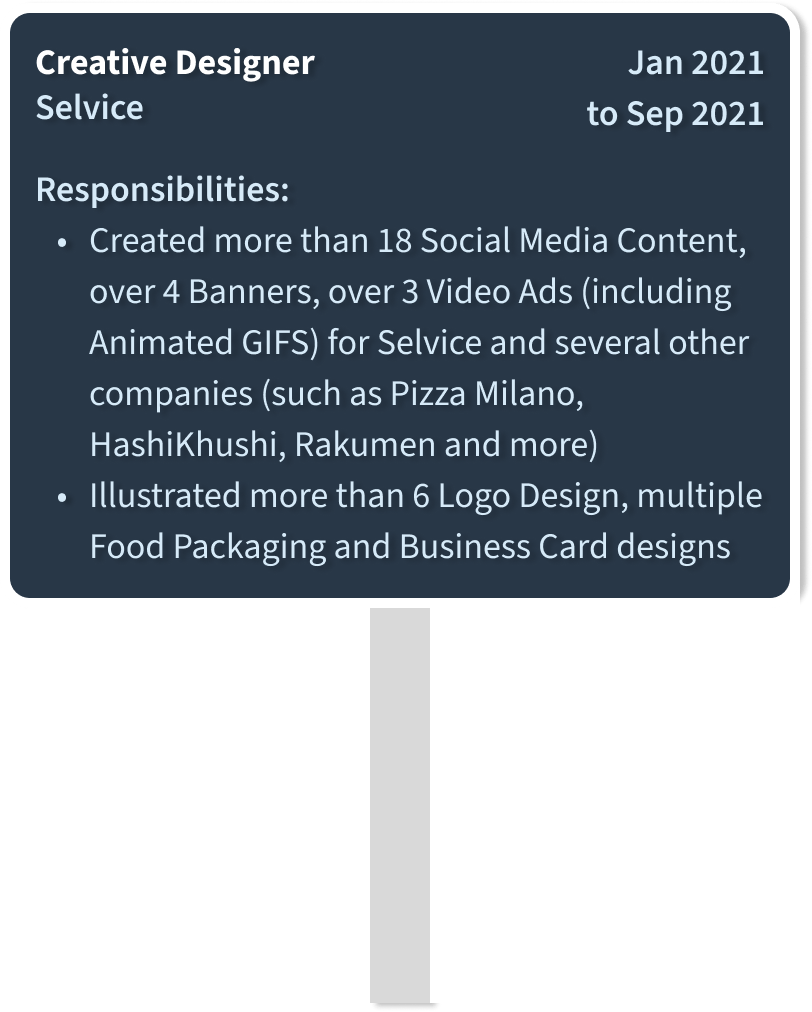 Creative Designer
Jan 2021
Selvice
to Sep 2021
Responsibilities:
• Created more than 18 Social Media Content,
over 4 Banners, over 3 Video Ads (including
Animated GIFS) for Selvice and several other
companies (such as Pizza Milano,
HashiKhushi, Rakumen and more)
• Illustrated more than 6 Logo Design, multiple
Food Packaging and Business Card designs